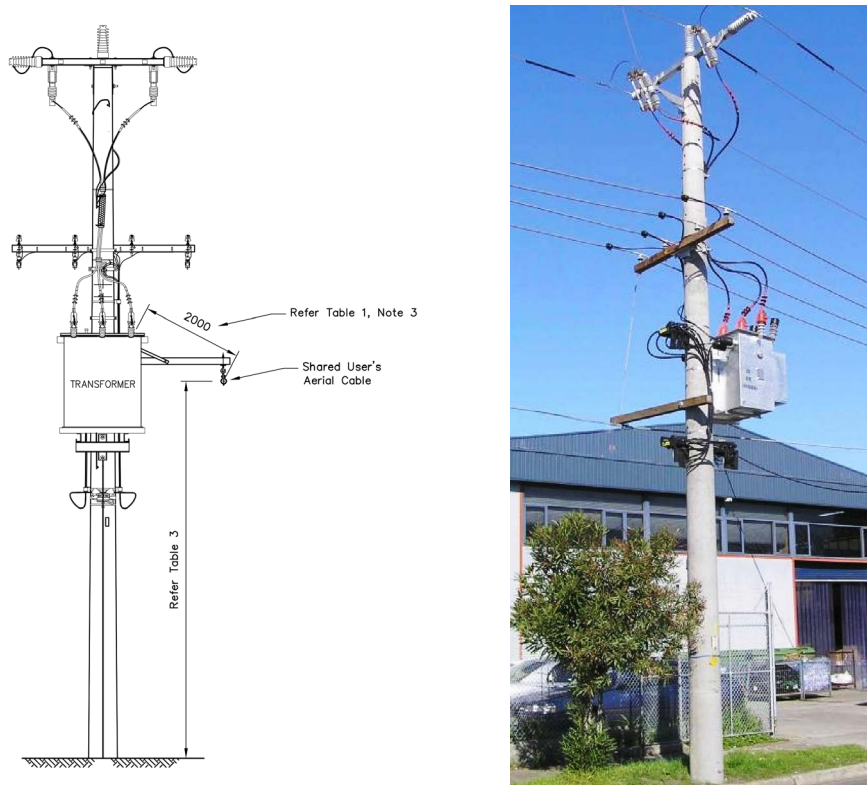 2000
Refer Table 1, Note 3
Shared User's
Aerial Cable
TRANSFORMER
Refer Table 3